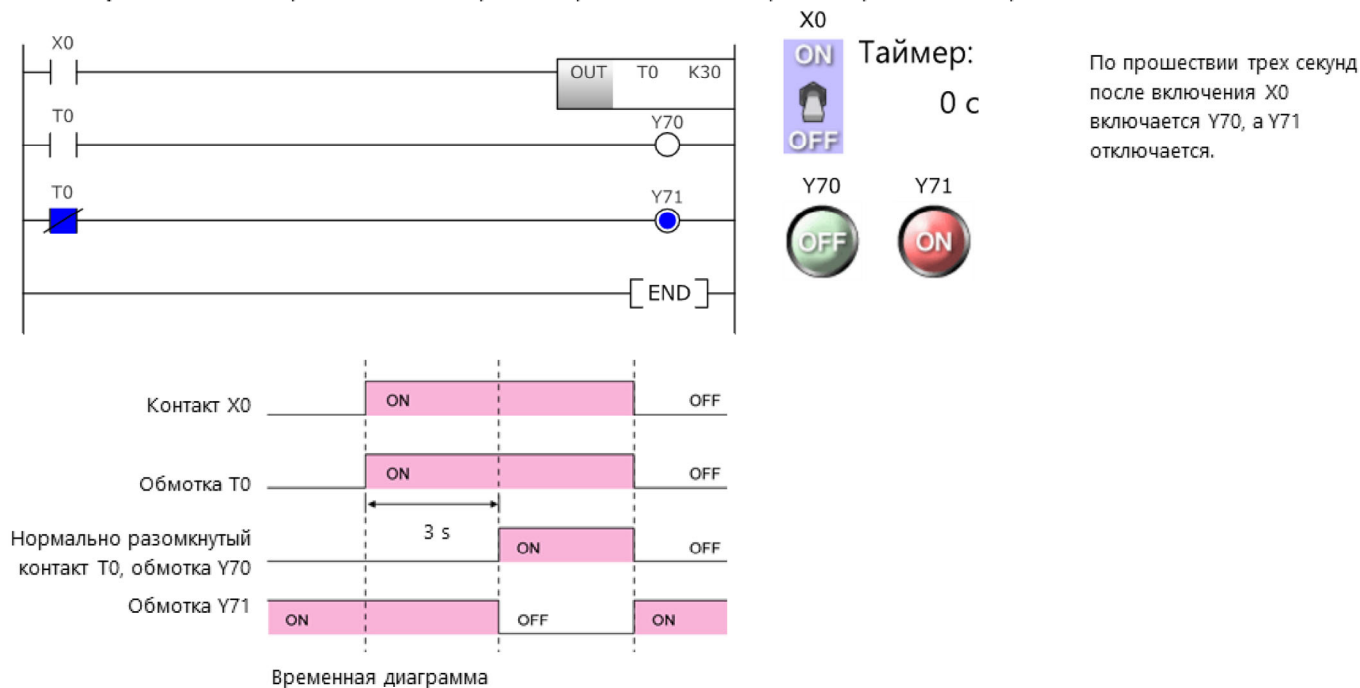 X0
OUT T0 K30
T0
Y70
T0
Y71
END
X0
ON
OFF
Таймер:
0 с
Y70
Y71
OFF
ON
По прошествии трех секунд
после включения X0
включается Y70, а Y71
отключается.
Контакт X0
ON
OFF
Обмотка T0
ON
OFF
3 s
Нормально разомкнутый
контакт T0, обмотка Y70
ON
OFF
Обмотка Y71
ON
OFF
ON
Временная диаграмма